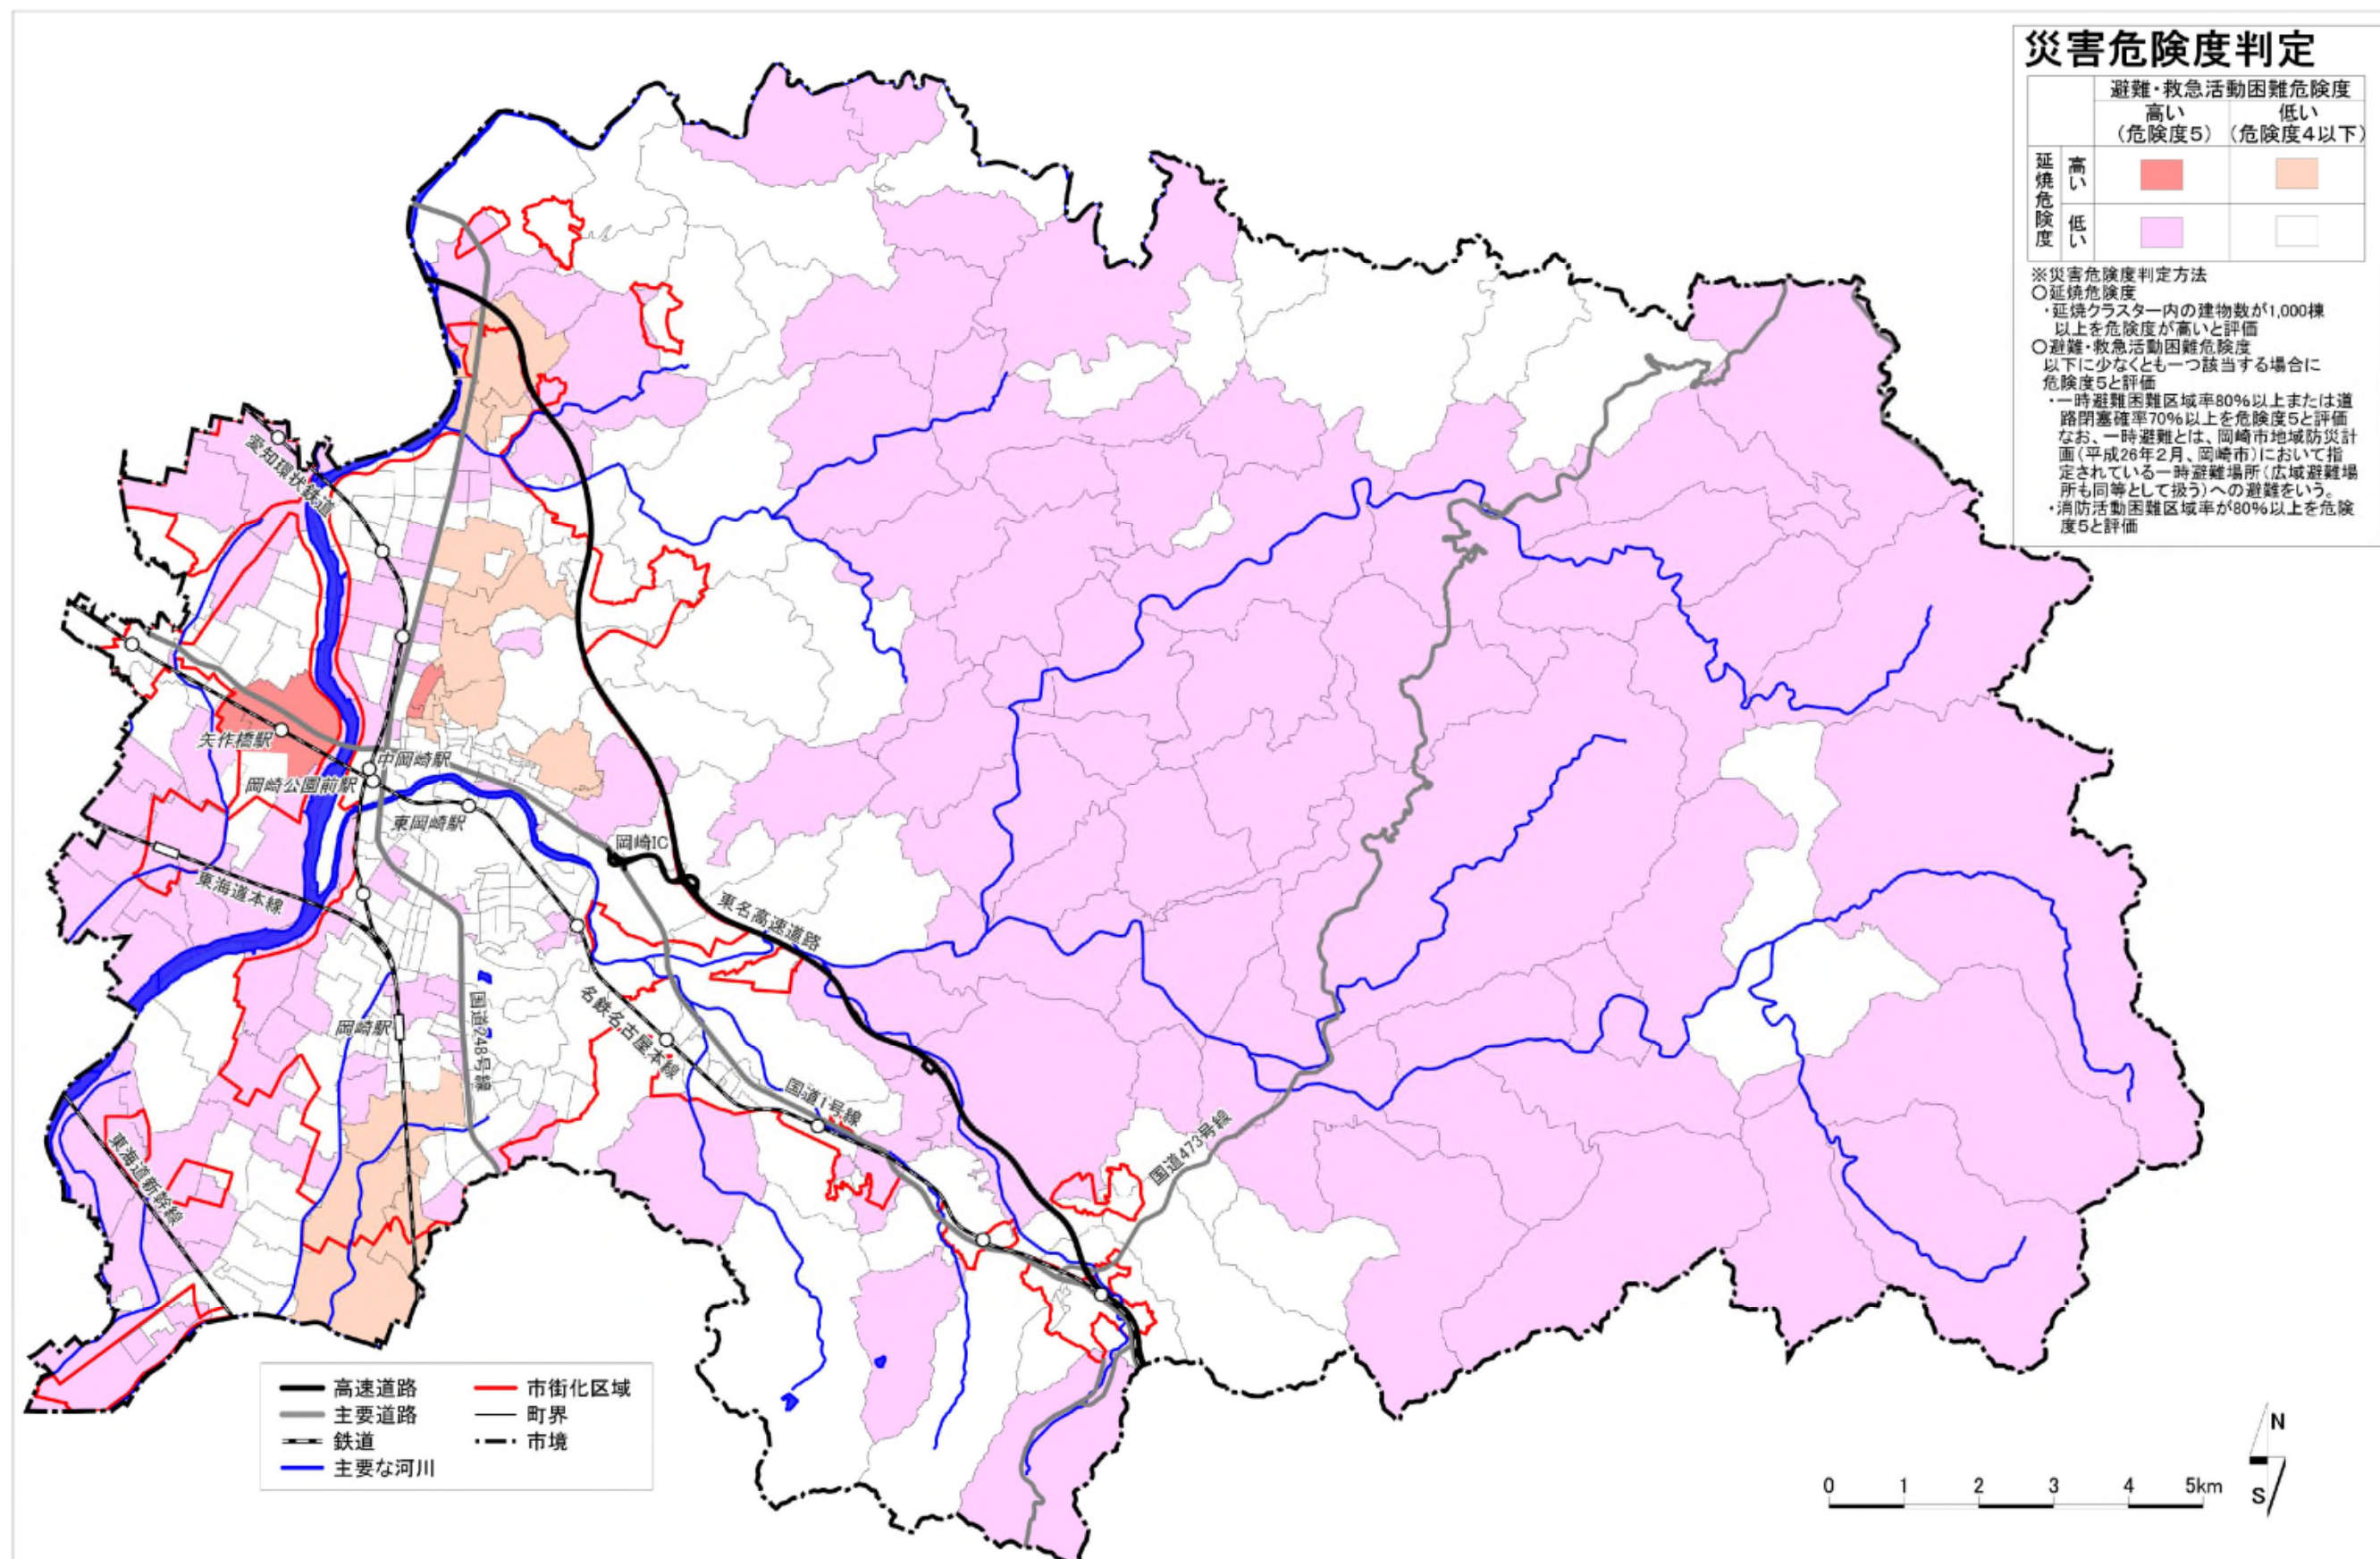 災害危険度判定
避難・救急活動困難危険度
高い
(危険度5)
低い
(危険度4以下)
延焼危険度
高い
低い
※災害危険度判定方法
〇延焼危険度
・延焼クラスター内の建物数が1,000棟
以上を危険度が高いと評価
〇避難・救急活動困難危険度
以下に少なくとも一つ該当する場合に
危険度5と評価
・一時避難困難区域率80%以上または道
路閉塞確率70%以上を危険度5と評価
なお、一時避難とは、岡崎市地域防災計
画(平成26年2月、岡崎市)において指
定されている一時避難場所(広域避難場
所も同等として扱う)への避難をいう。
・消防活動困難区域率が80%以上を危険
度5と評価
愛知環状鉄道
矢作橋駅
中岡崎駅
岡崎公園前駅
東岡崎駅
岡崎IC
東海道本線
東名高速道路
岡崎駅
国道248号線
名鉄名古屋本線
国道1号線
国道473号線
東海道新幹線
高速道路
主要道路
鉄道
主要な河川
市街化区域
町界
市境
0 1 2 3 4 5km
N
S